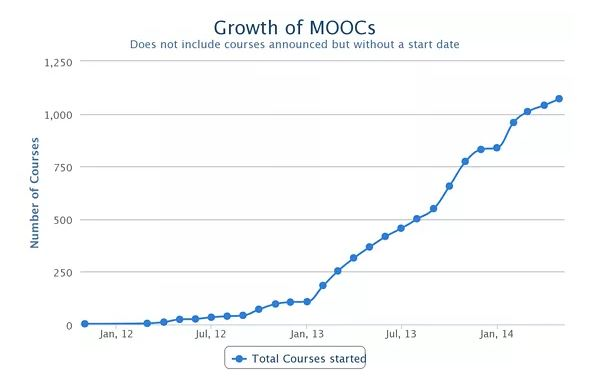 Growth of MOOCs
Does not include courses announced but without a start date
1,250
1,000
750
500
250
0
Number of Courses
Jan, 12
Jul, 12
Jan, 13
Jul, 13
Jan, 14
Total Courses started